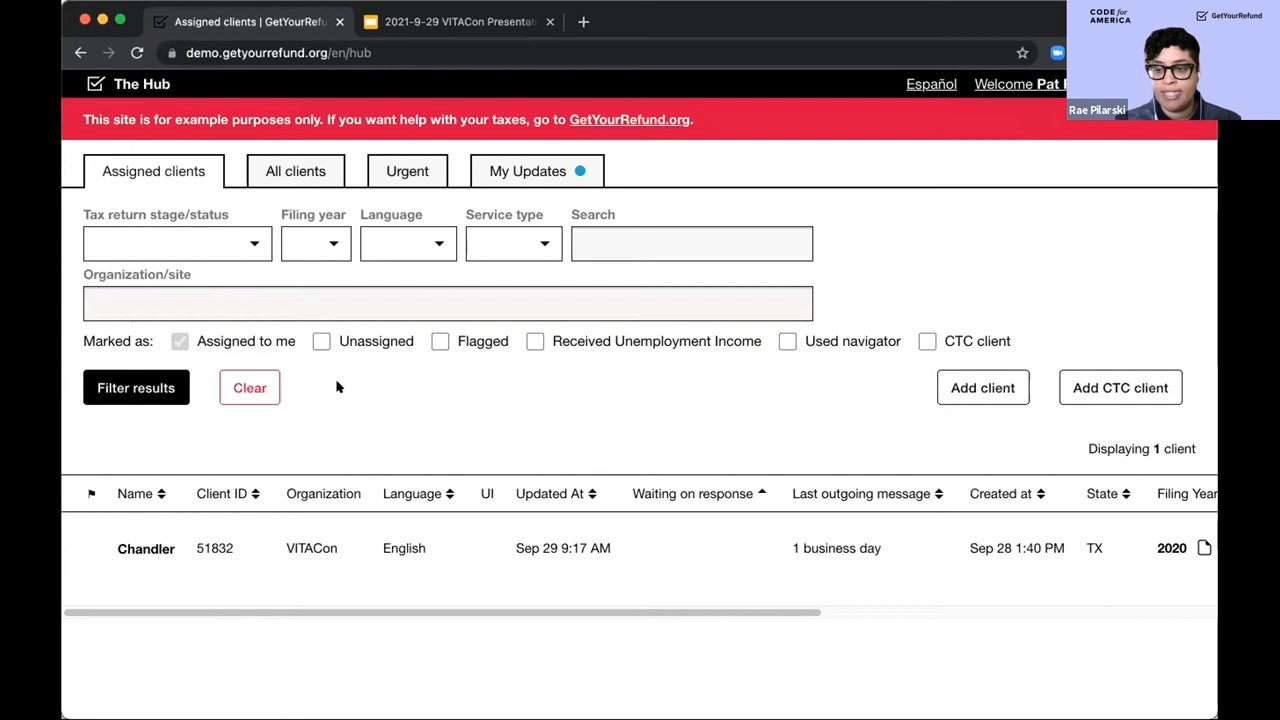 Assigned clients | GetYourRefu
2021-9-29 VITACon Presentat
demo.getyourrefund.org/en/hub
CODE for
AMERICA
GetYourRefund
Rae Pilarski
The Hub
Español
Welcome Pat
This site is for example purposes only. If you want help with your taxes, go to GetYourRefund.org.
Assigned clients
All clients
Urgent
My Updates
Tax return stage/status
Filing year
Language
Service type
Search
Organization/site
Marked as:
Assigned to me
Unassigned
Flagged
Received Unemployment Income
Used navigator
CTC client
Filter results
Clear
Add client
Add CTC client
Displaying 1 client
Name
Client ID
Organization
Language
UI
Updated At
Waiting on response
Last outgoing message
Created at
State
Filing Year
Chandler
51832
VITACon
English
Sep 29 9:17 AM
1 business day
Sep 28 1:40 PM
TX
2020